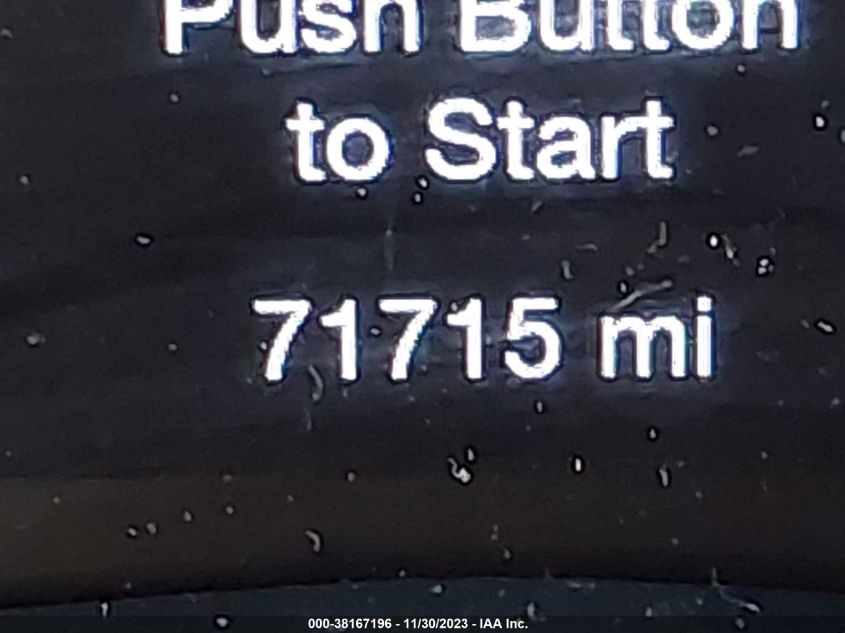 Push Button
to Start
71715 mi
000-38167196 - 11/30/2023 - IAA Inc.